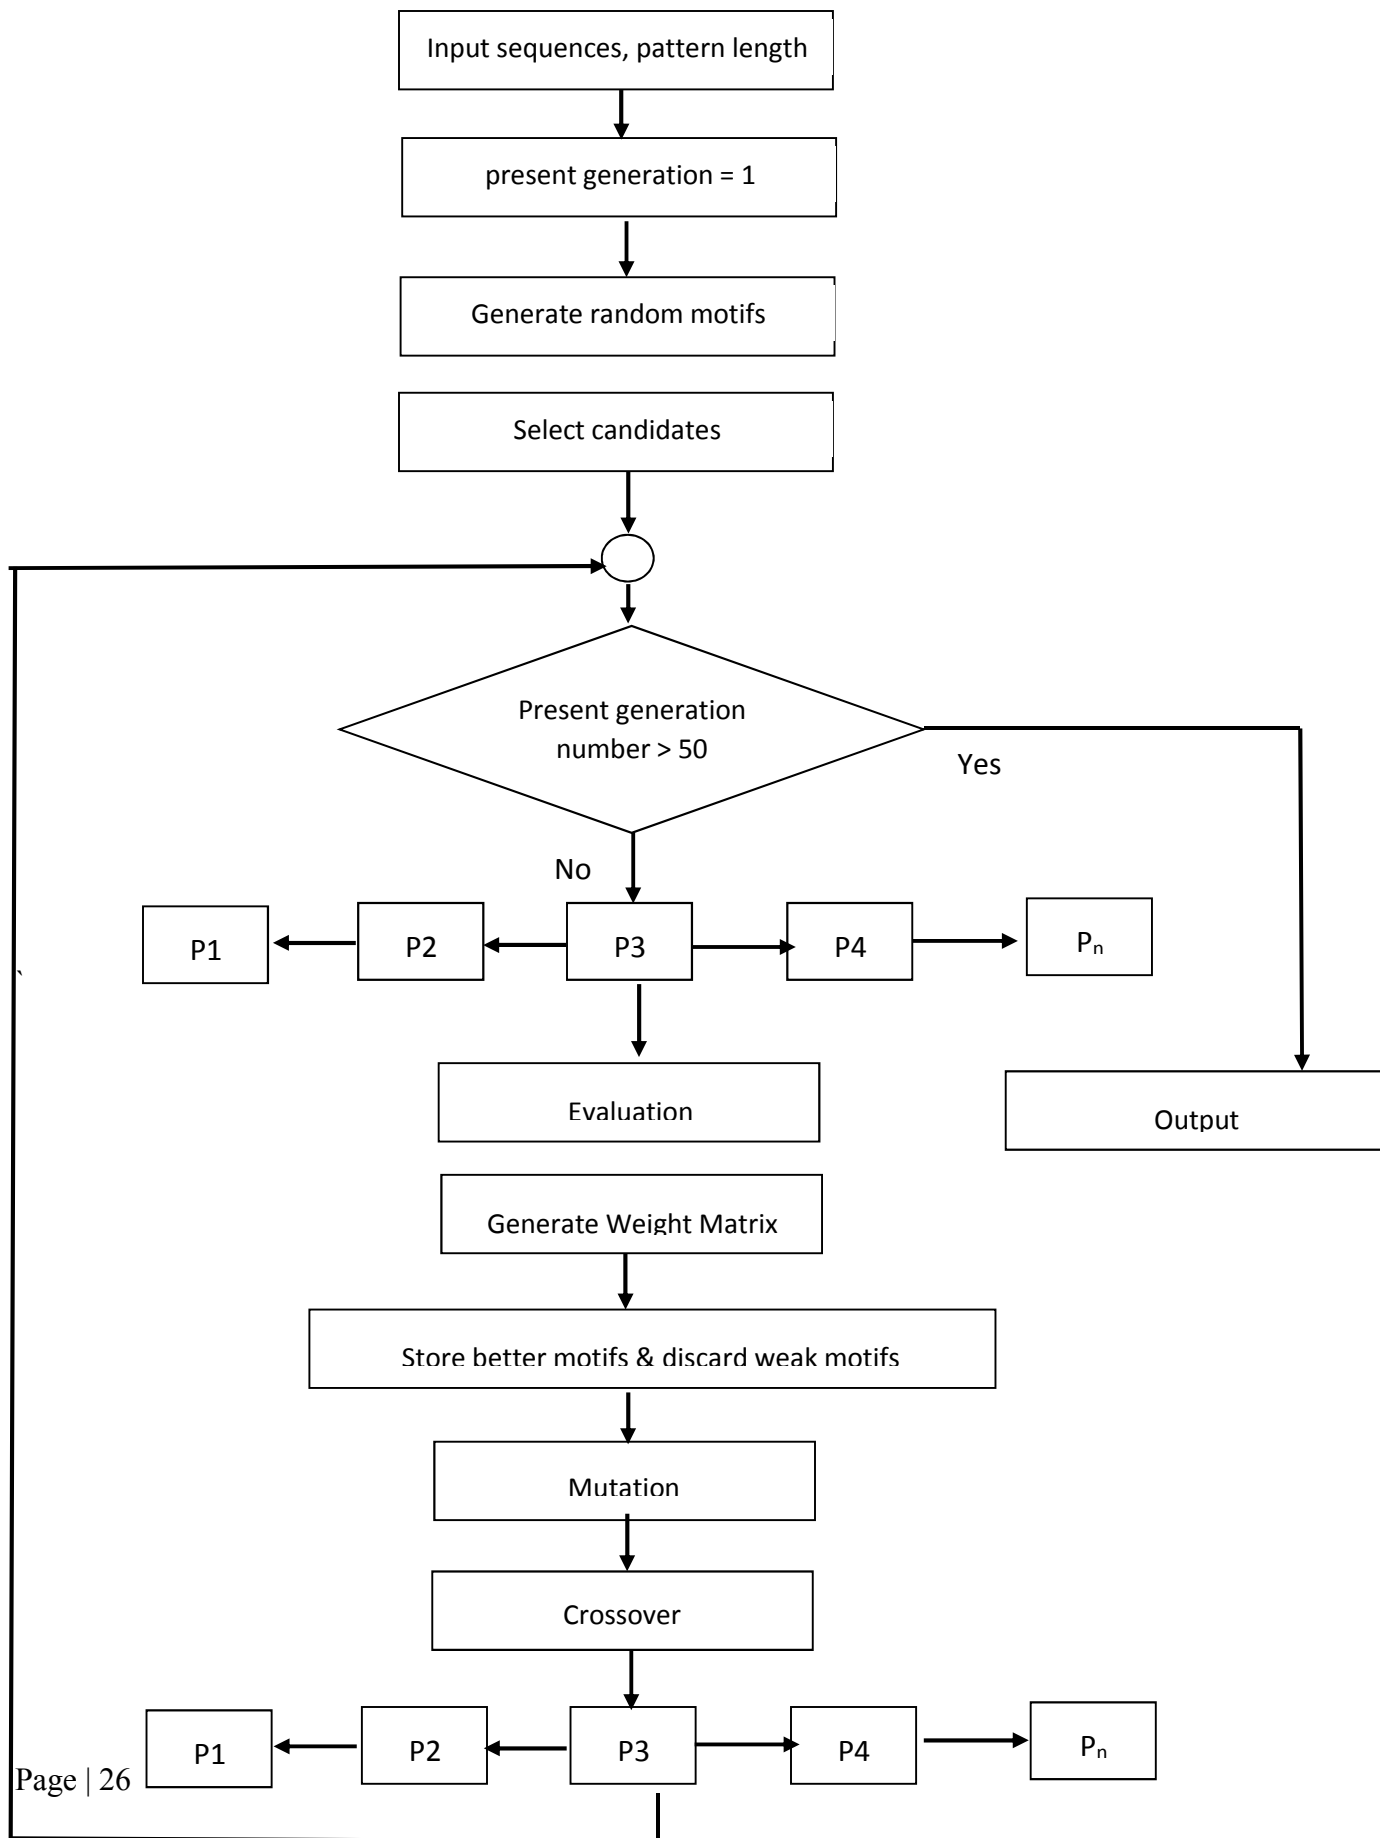 Input sequences, pattern length
present generation = 1
Generate random motifs
Select candidates
Present generation
number > 50
Yes
No
P1
P2
P3
P4
Pn
`
Evaluation
Output
Generate Weight Matrix
Store better motifs & discard weak motifs
Mutation
Crossover
P1
P2
P3
P4
Pn
Page | 26